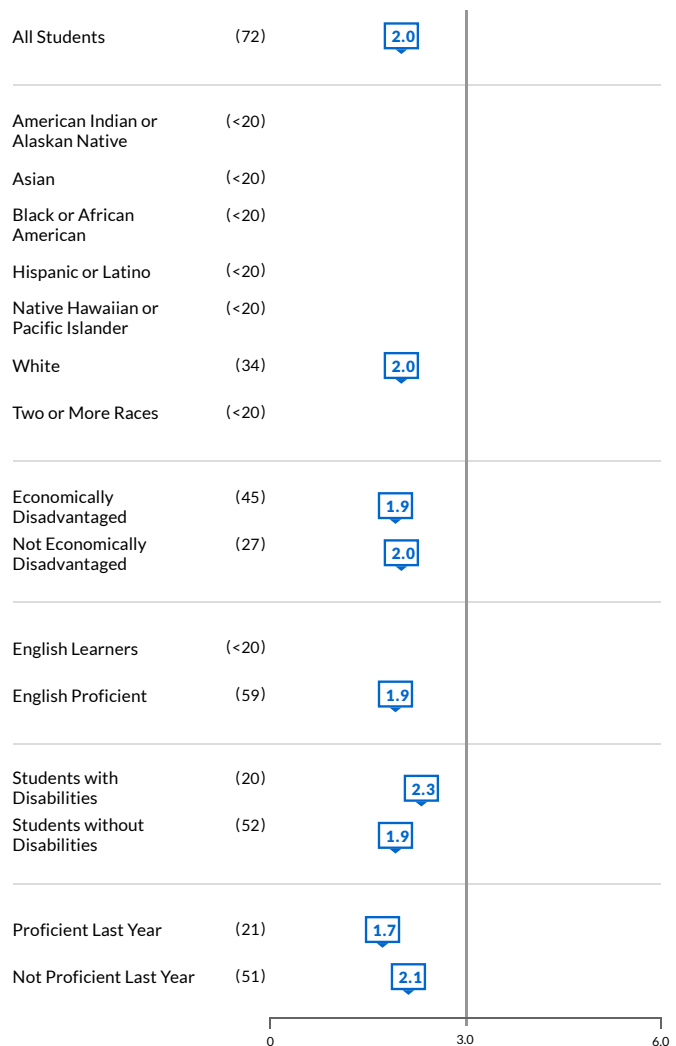 All Students (72) 2.0
American Indian or (<20)
Alaskan Native
Asian (<20)
Black or African (<20)
American
Hispanic or Latino (<20)
Native Hawaiian or (<20)
Pacific Islander
White (34) 2.0
Two or More Races (<20)
Economically (45) 1.9
Disadvantaged
Not Economically (27) 2.0
Disadvantaged
English Learners (<20)
English Proficient (59) 1.9
Students with (20) 2.3
Disabilities
Students without (52) 1.9
Disabilities
Proficient Last Year (21) 1.7
Not Proficient Last Year (51) 2.1
0 3.0 6.0